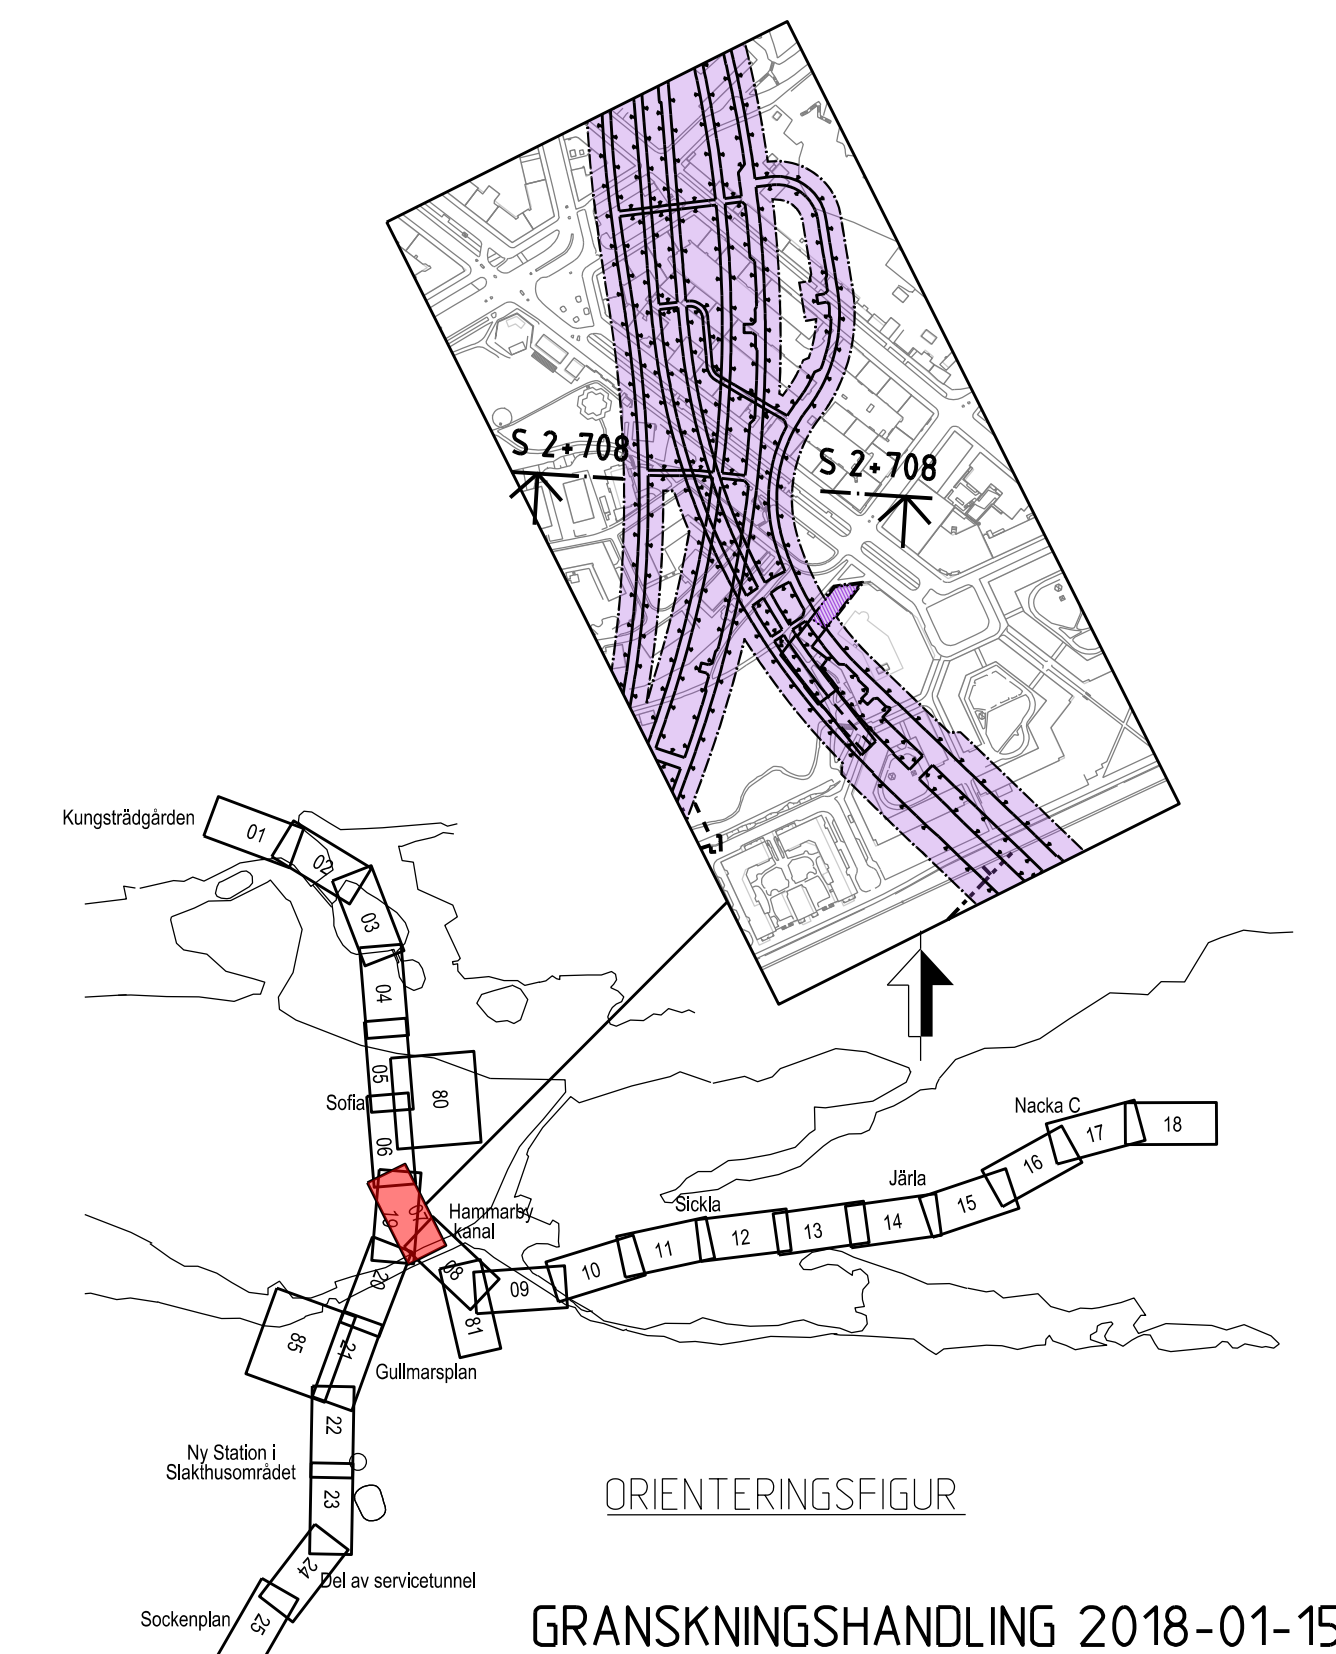 S 2+708
S 2+708
Kungsträdgården
01
02
03
04
05
80
Sofia
06
Nacka C
18
17
16
Järla
15
Sickla
14
13
12
11
10
07
19
Hammarby
kanal
20
08
09
81
85
21
Gullmarsplan
22
Ny Station i
Slakthusområdet
23
24
Del av servicetunnel
Sockenplan
25
ORIENTERINGSFIGUR
GRANSKNINGSHANDLING 2018-01-15